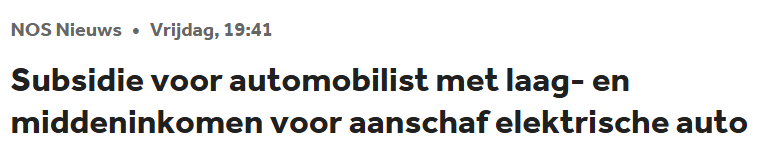 NOS Nieuws • Vrijdag, 19:41
Subsidie voor automobilist met laag- en
middeninkomen voor aanschaf elektrische auto